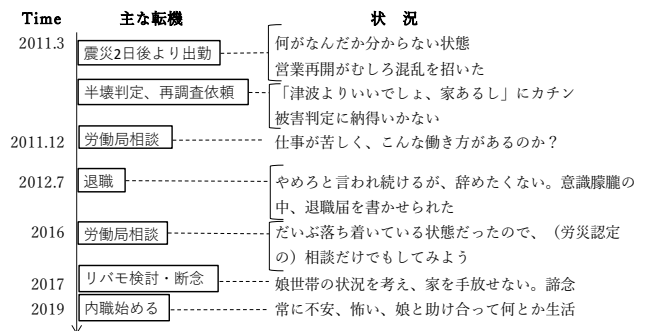 Time 主な転機 状　況
2011.3
震災2日後より出勤
何がなんだか分からない状態
営業再開がむしろ混乱を招いた
半壊判定、再調査依頼
「津波よりいいでしょ、家あるし」にカチン
被害判定に納得いかない
2011.12 労働局相談 仕事が苦しく、こんな働き方があるのか？
2012.7 退職 やめろと言われ続けるが、辞めたくない。意識朦朧の
中、退職届を書かせられた
2016 労働局相談 だいぶ落ち着いている状態だったので、（労災認定
の）相談だけでもしてみよう
2017 リバモ検討・断念 娘世帯の状況を考え、家を手放せない。諦念
2019 内職始める 常に不安、怖い、娘と助け合って何とか生活